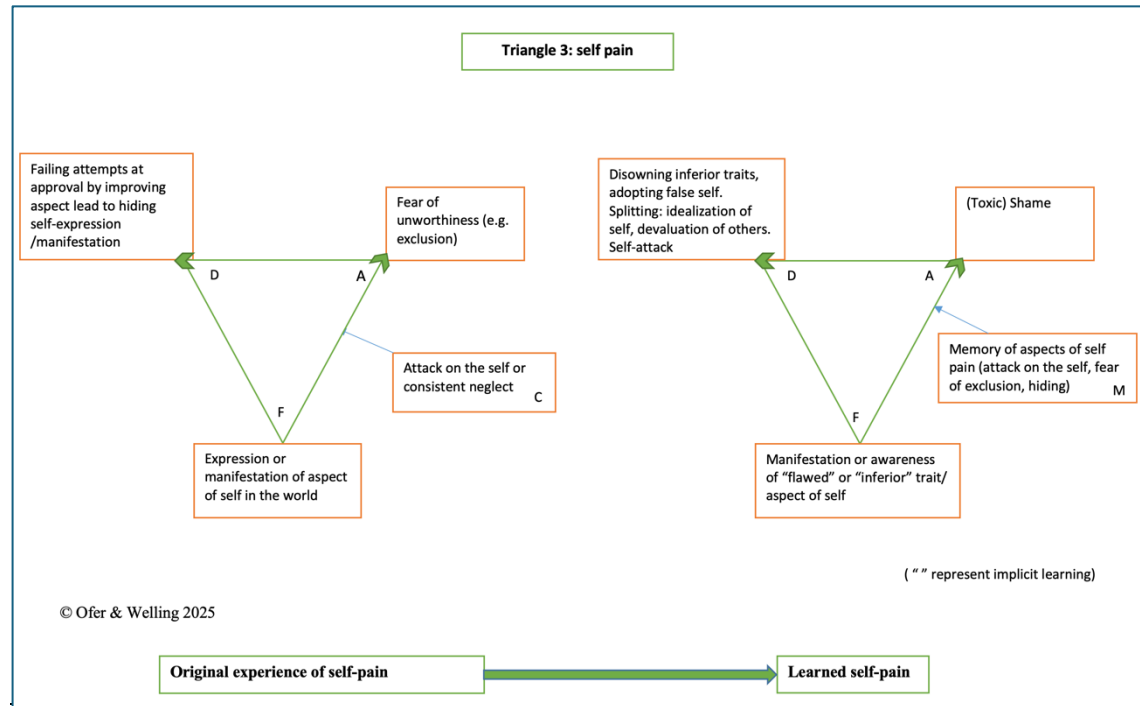 Triangle 3: self pain
Failing attempts at
approval by improving
aspect lead to hiding
self-expression
/manifestation
Fear of
unworthiness (e.g.
exclusion)
D
A
Attack on the self or
consistent neglect
C
F
Expression or
manifestation of aspect
of self in the world
Disowning inferior traits,
adopting false self.
Splitting: idealization of
self, devaluation of others.
Self-attack
(Toxic) Shame
D
A
Memory of aspects of self
pain (attack on the self, fear
of exclusion, hiding)
M
F
Manifestation or awareness
of “flawed” or “inferior” trait/
aspect of self
( “ ” represent implicit learning)
© Ofer & Welling 2025
Original experience of self-pain
Learned self-pain